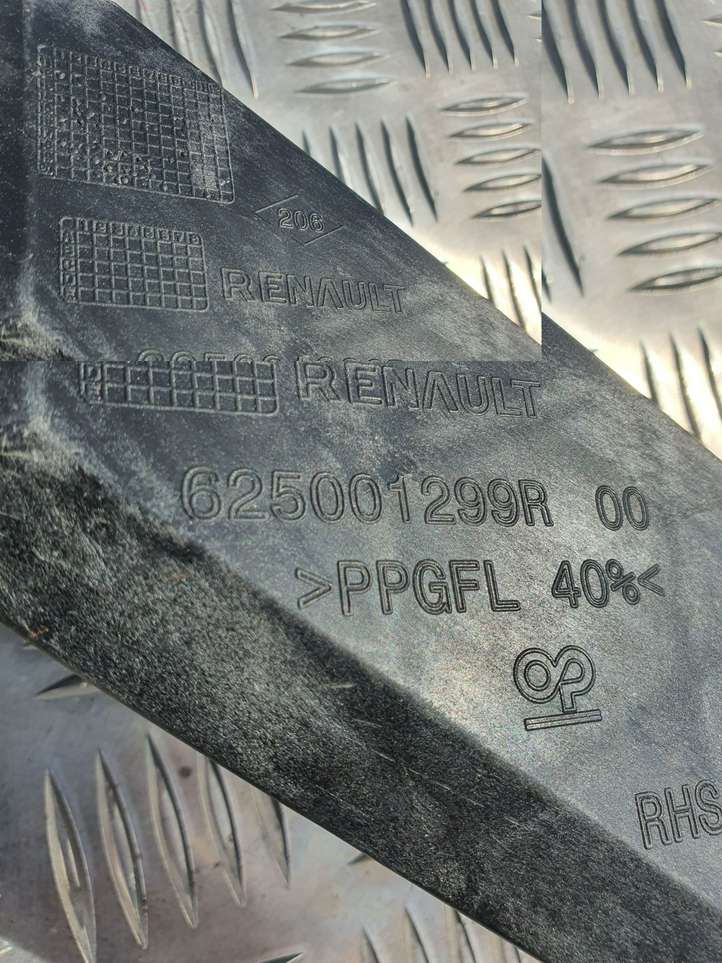 206
RENAULT
RENAULT
625001299R 00
>PPGFL 40%<
RHS